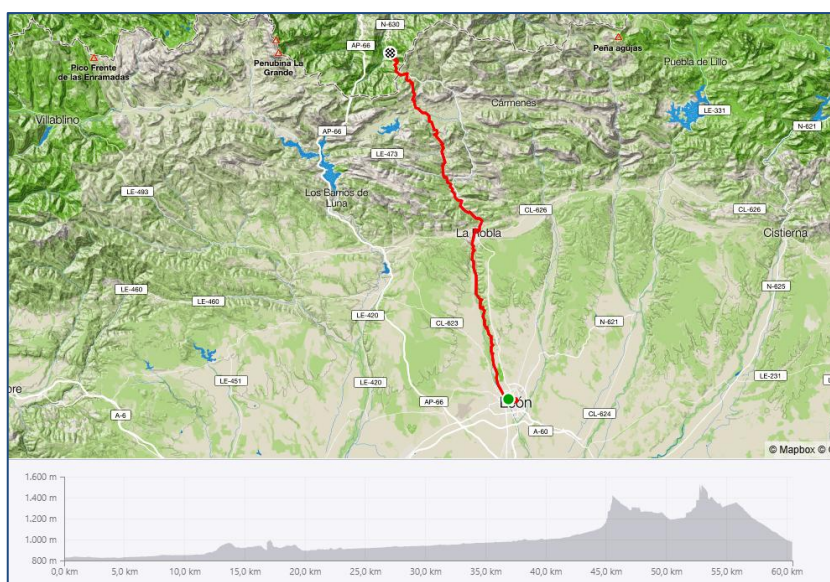 N-630
AP-66
Pico Frente
de las Enramadas
Penubina La
Grande
Peña agujas
Puebla de Lillo
LE-331
Cármenes
Villablino
AP-66
N-621
LE-473
LE-493
Los Barrios de
Luna
CL-626
CL-626
La Robla
Cistierna
LE-460
LE-460
N-625
LE-420
CL-623
N-621
LE-451
LE-420
LE-231
AP-66
León
CL-624
A-6
A-60
© Mapbox ©
1.600 m
1.400 m
1.200 m
1.000 m
800 m
0,0 km
5,0 km
10,0 km
15,0 km
20,0 km
25,0 km
30,0 km
35,0 km
40,0 km
45,0 km
50,0 km
55,0 km
60,0 km